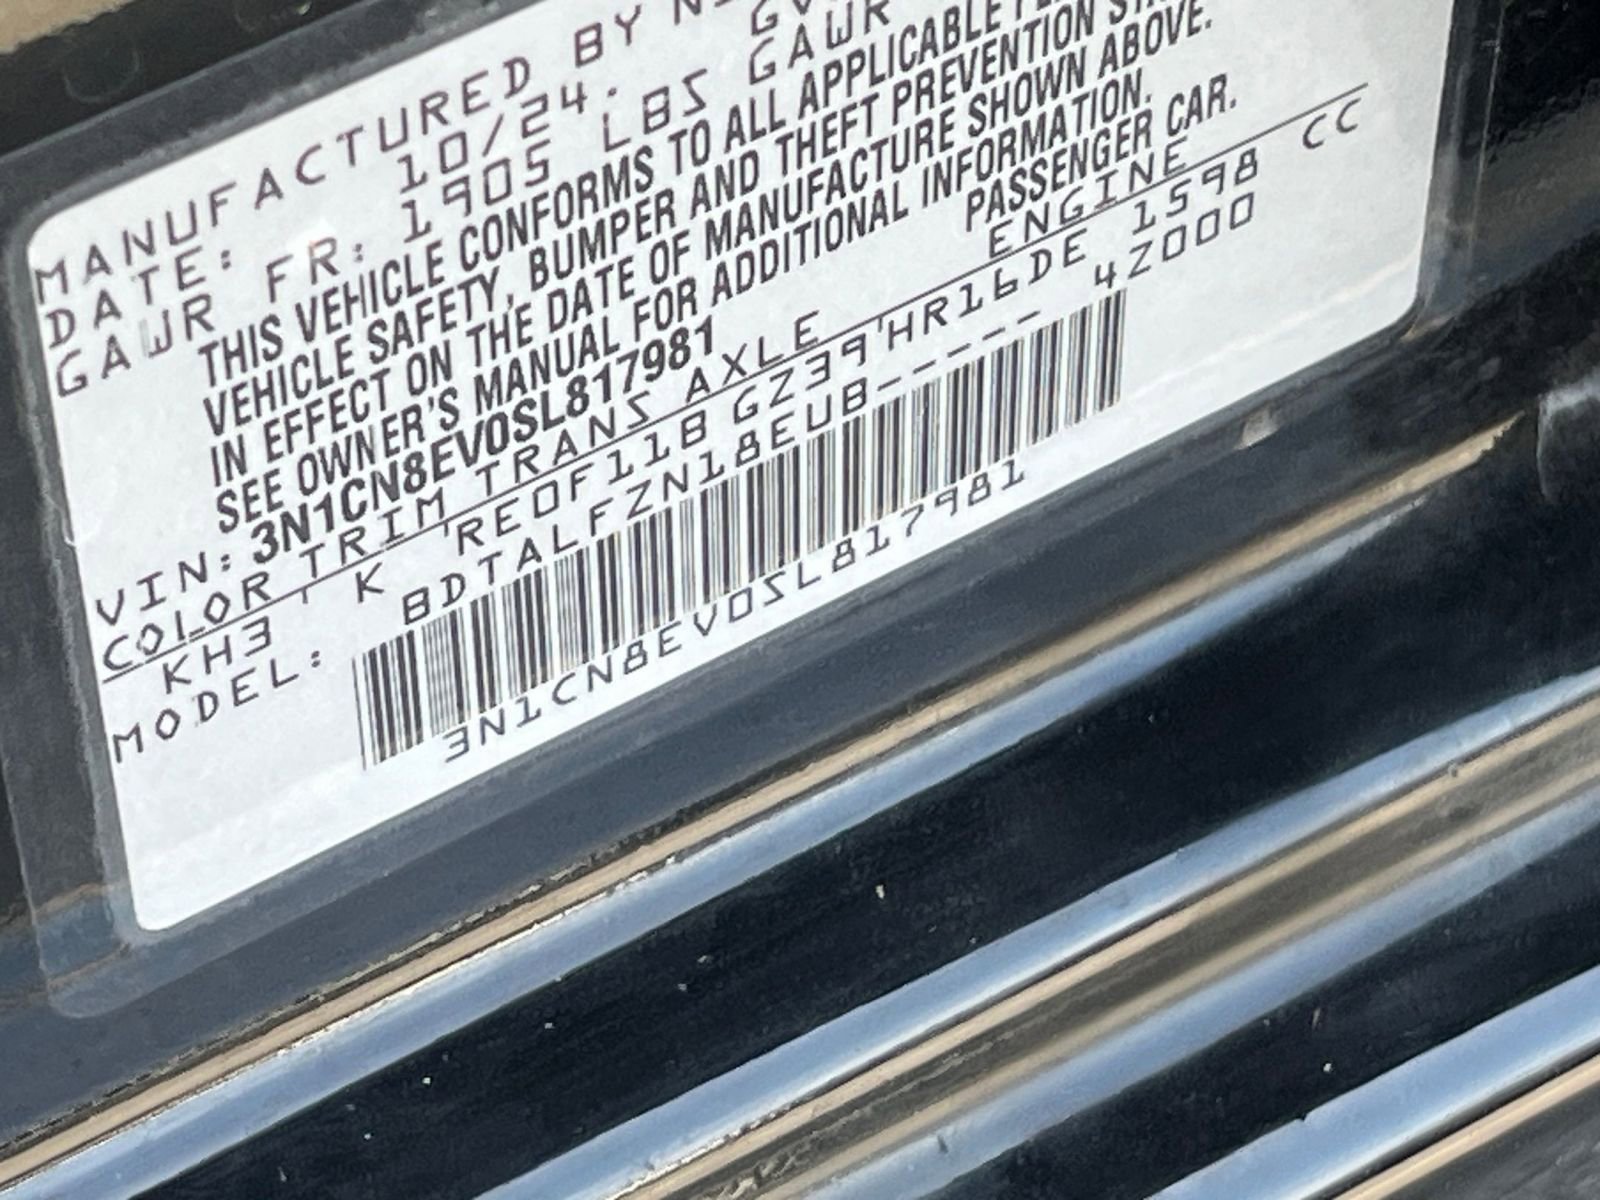 MANUFACTURED BY
DATE: 10/24.
GAWR FR: 1905 LBS GAWR
THIS VEHICLE CONFORMS TO ALL APPLICABLE
VEHICLE SAFETY, BUMPER AND THEFT PREVENTION
IN EFFECT ON THE DATE OF MANUFACTURE SHOWN ABOVE.
SEE OWNER'S MANUAL FOR ADDITIONAL INFORMATION.
VIN: 3N1CN8EV0SL817981 PASSENGER CAR.
COLOR TRIM TRANS AXLE ENGINE
KH3 ' K 'RE0F11B GZ39'HR16DE 1598 CC
MODEL: BDTALFZN18EUB----- 4Z000
3N1CN8EV0SL817981